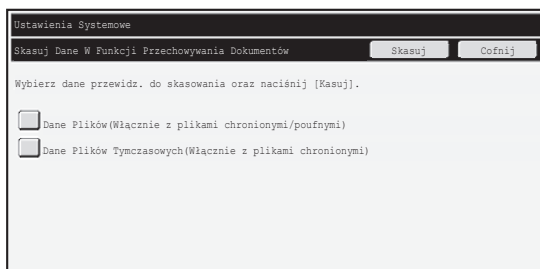 Ustawienia Systemowe
Skasuj Dane W Funkcji Przechowywania Dokumentów Skasuj Cofnij
Wybierz dane przewidz. do skasowania oraz naciśnij [Kasuj].
Dane Plików(Włącznie z plikami chronionymi/poufnymi)
Dane Plików Tymczasowych(Włącznie z plikami chronionymi)